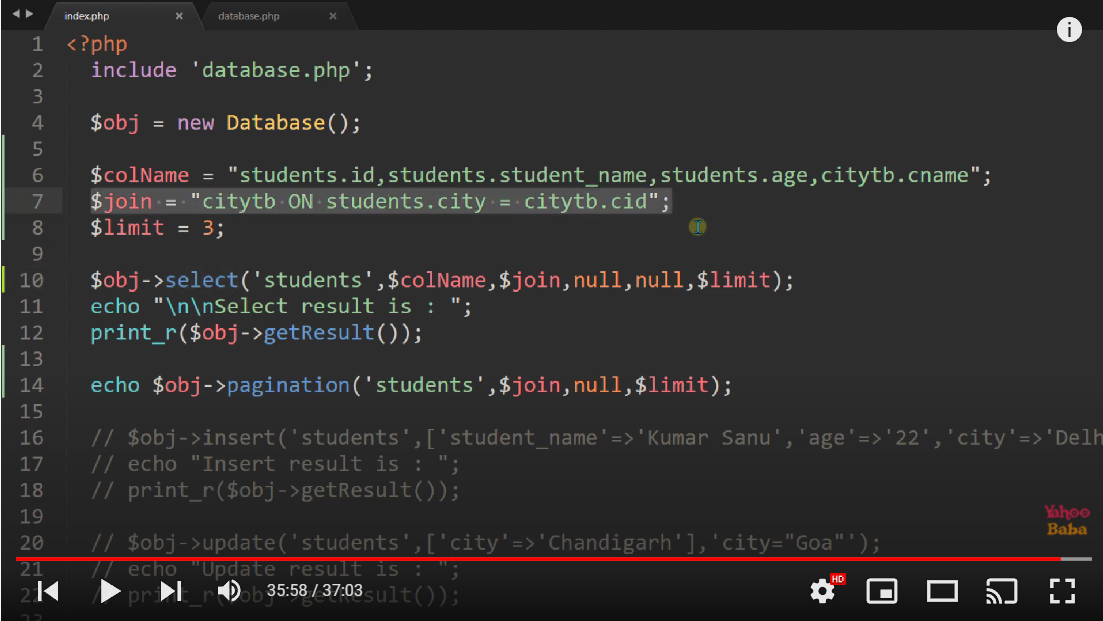 index.php
database.php
1 <?php
2 include 'database.php';
3
4 $obj = new Database();
5
6 $colName = "students.id,students.student_name,students.age,citytb.cname";
7 $join = "citytb ON students.city = citytb.cid";
8 $limit = 3;
9
10 $obj->select('students',$colName,$join,null,null,$limit);
11 echo "\n\nSelect result is : ";
12 print_r($obj->getResult());
13
14 echo $obj->pagination('students',$join,null,$limit);
15
16 // $obj->insert('students',['student_name'=>'Kumar Sanu','age'=>'22','city'=>'Delh
17 // echo "Insert result is : ";
18 // print_r($obj->getResult());
19
20 // $obj->update('students',['city'=>'Chandigarh'],'city="Goa"');
21 // echo "Update result is : ";
// print_r($obj->getResult());
Yahoo
Baba
35:58 / 37:03
HD